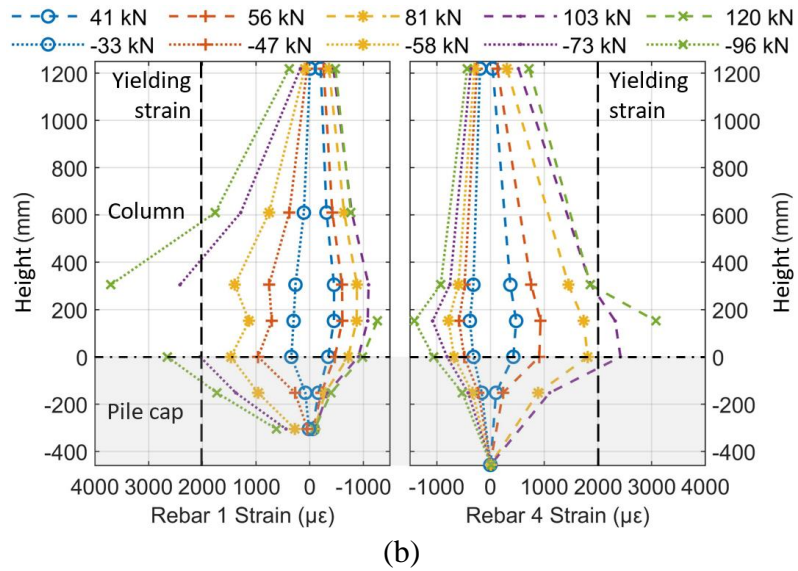 41 kN 56 kN 81 kN 103 kN 120 kN
-33 kN -47 kN -58 kN -73 kN -96 kN
1200 Yielding strain Yielding strain 1200
1000 1000
800 800
600 Column 600
400 400
200 200
0 0
-200 Pile cap -200
-400 -400
Height (mm) Height (mm)
4000 3000 2000 1000 0 -1000 -1000 0 1000 2000 3000 4000
Rebar 1 Strain (με) Rebar 4 Strain (με)
(b)